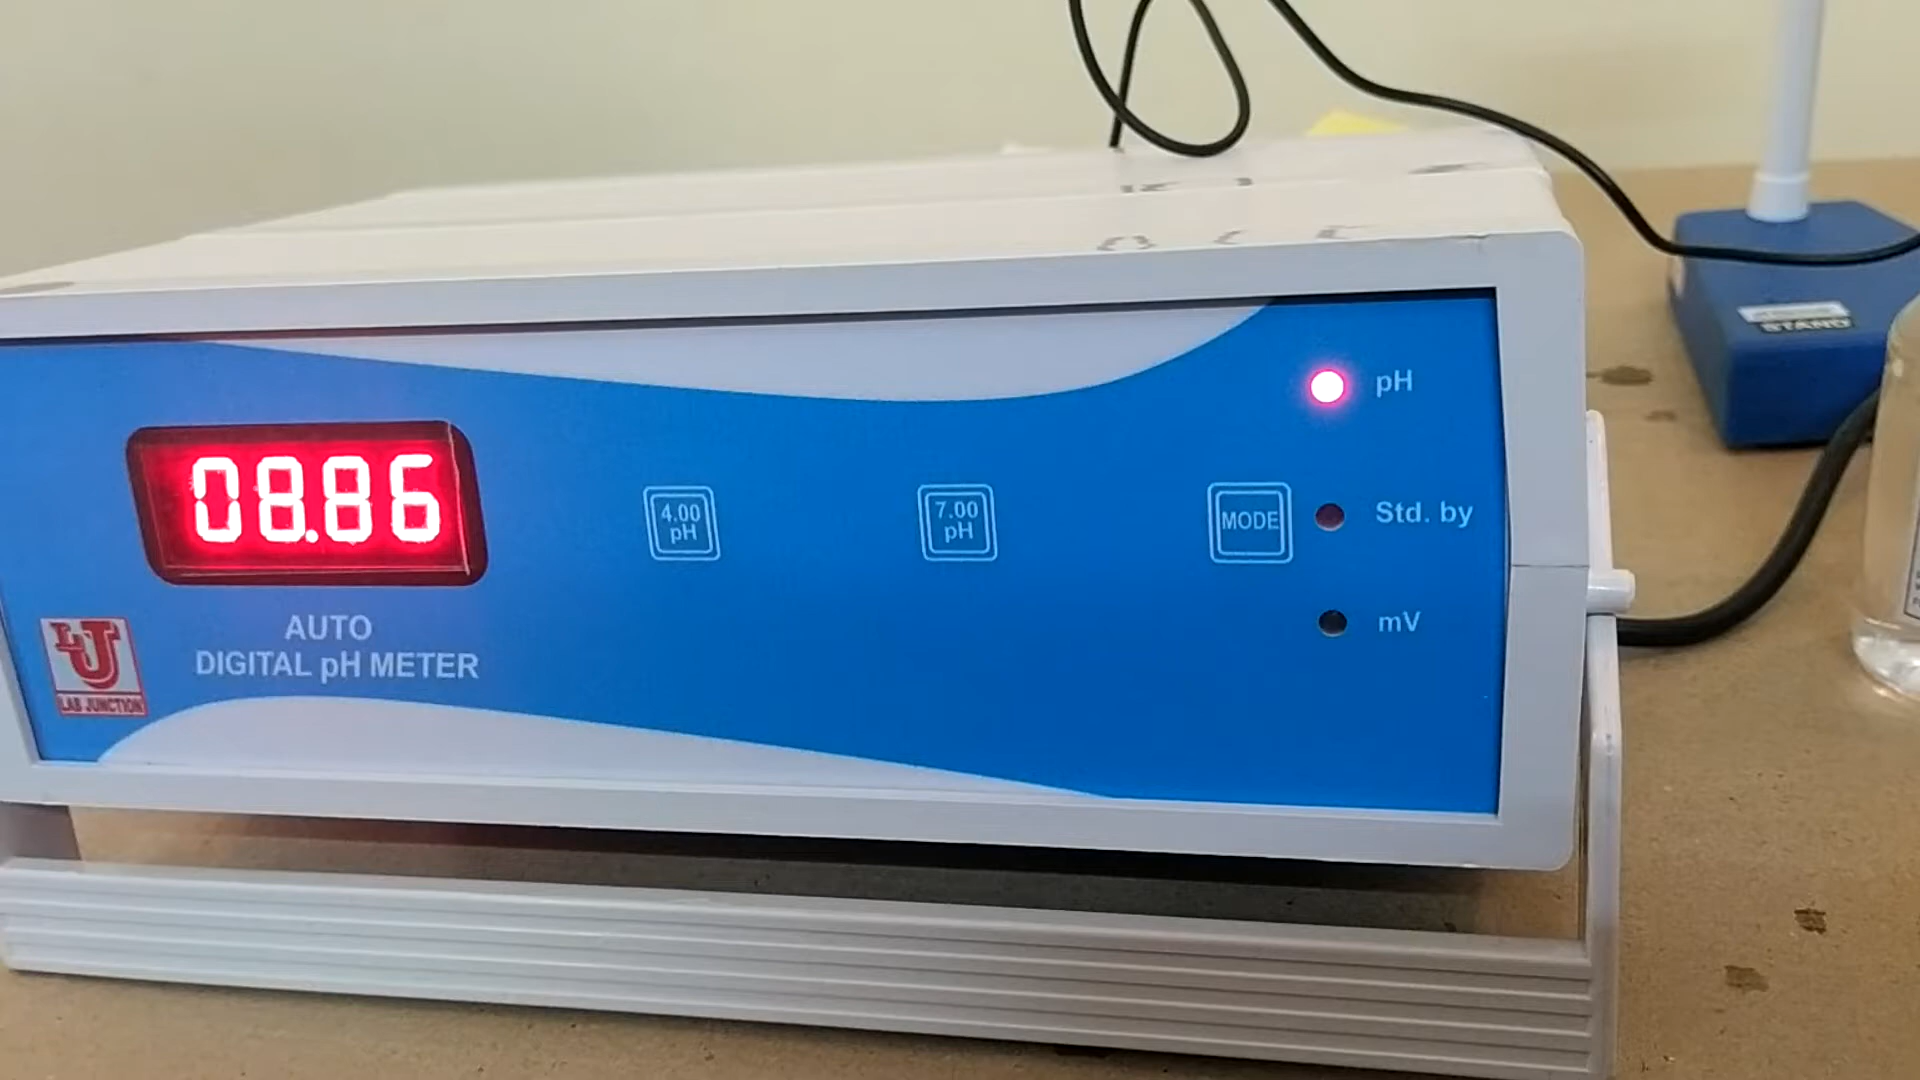 08.86
4.00
pH
7.00
pH
MODE
pH
Std. by
mV
AUTO
DIGITAL pH METER
LJ
LAB JUNCTION
STAND